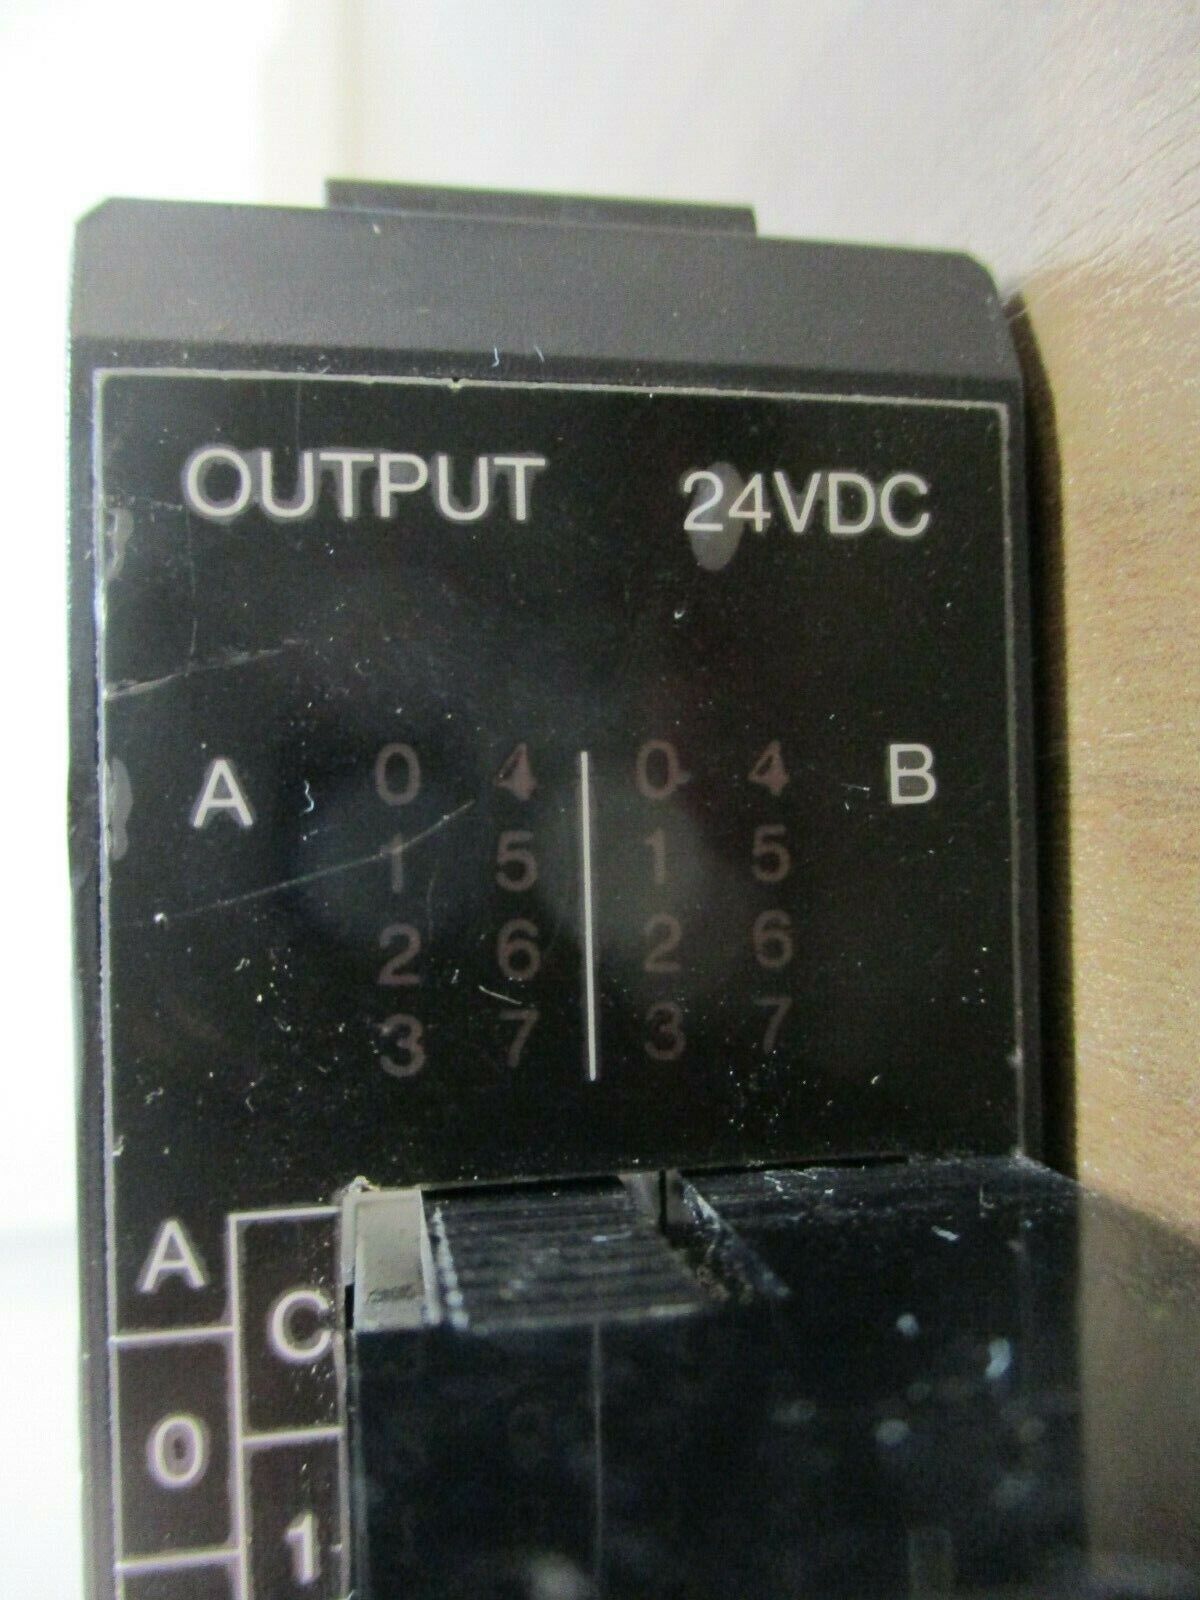 OUTPUT 24VDC
A 0 4 0 4 B
1 5 1 5
2 6 2 6
3 7 3 7
A
C
0
1